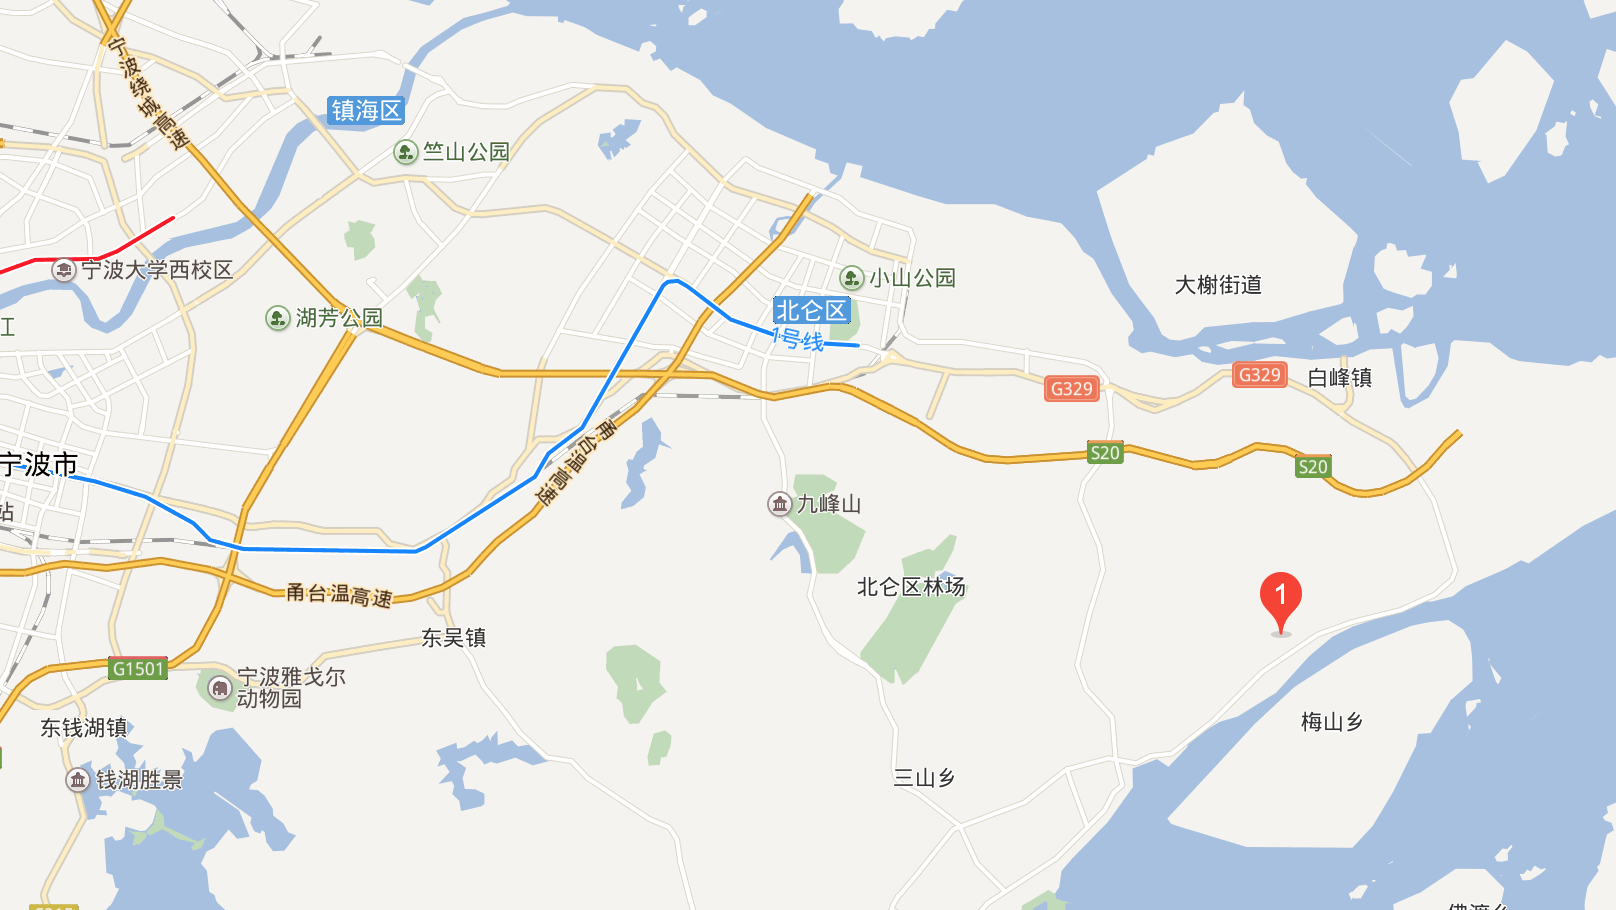 宁波绕城高速
镇海区
竺山公园
宁波大学西校区
小山公园
大榭街道
湖芳公园
北仑区
1号线
江
G329
G329
白峰镇
甬台温高速
宁波市
S20
S20
站
九峰山
北仑区林场
甬台温高速
1
东吴镇
G1501
宁波雅戈尔
动物园
东钱湖镇
梅山乡
钱湖胜景
三山乡